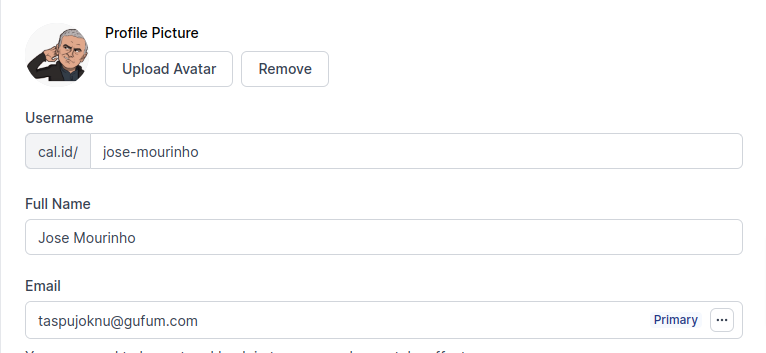 Profile Picture
Upload Avatar Remove
Username
cal.id/ jose-mourinho
Full Name
Jose Mourinho
Email
taspujoknu@gufum.com Primary ...